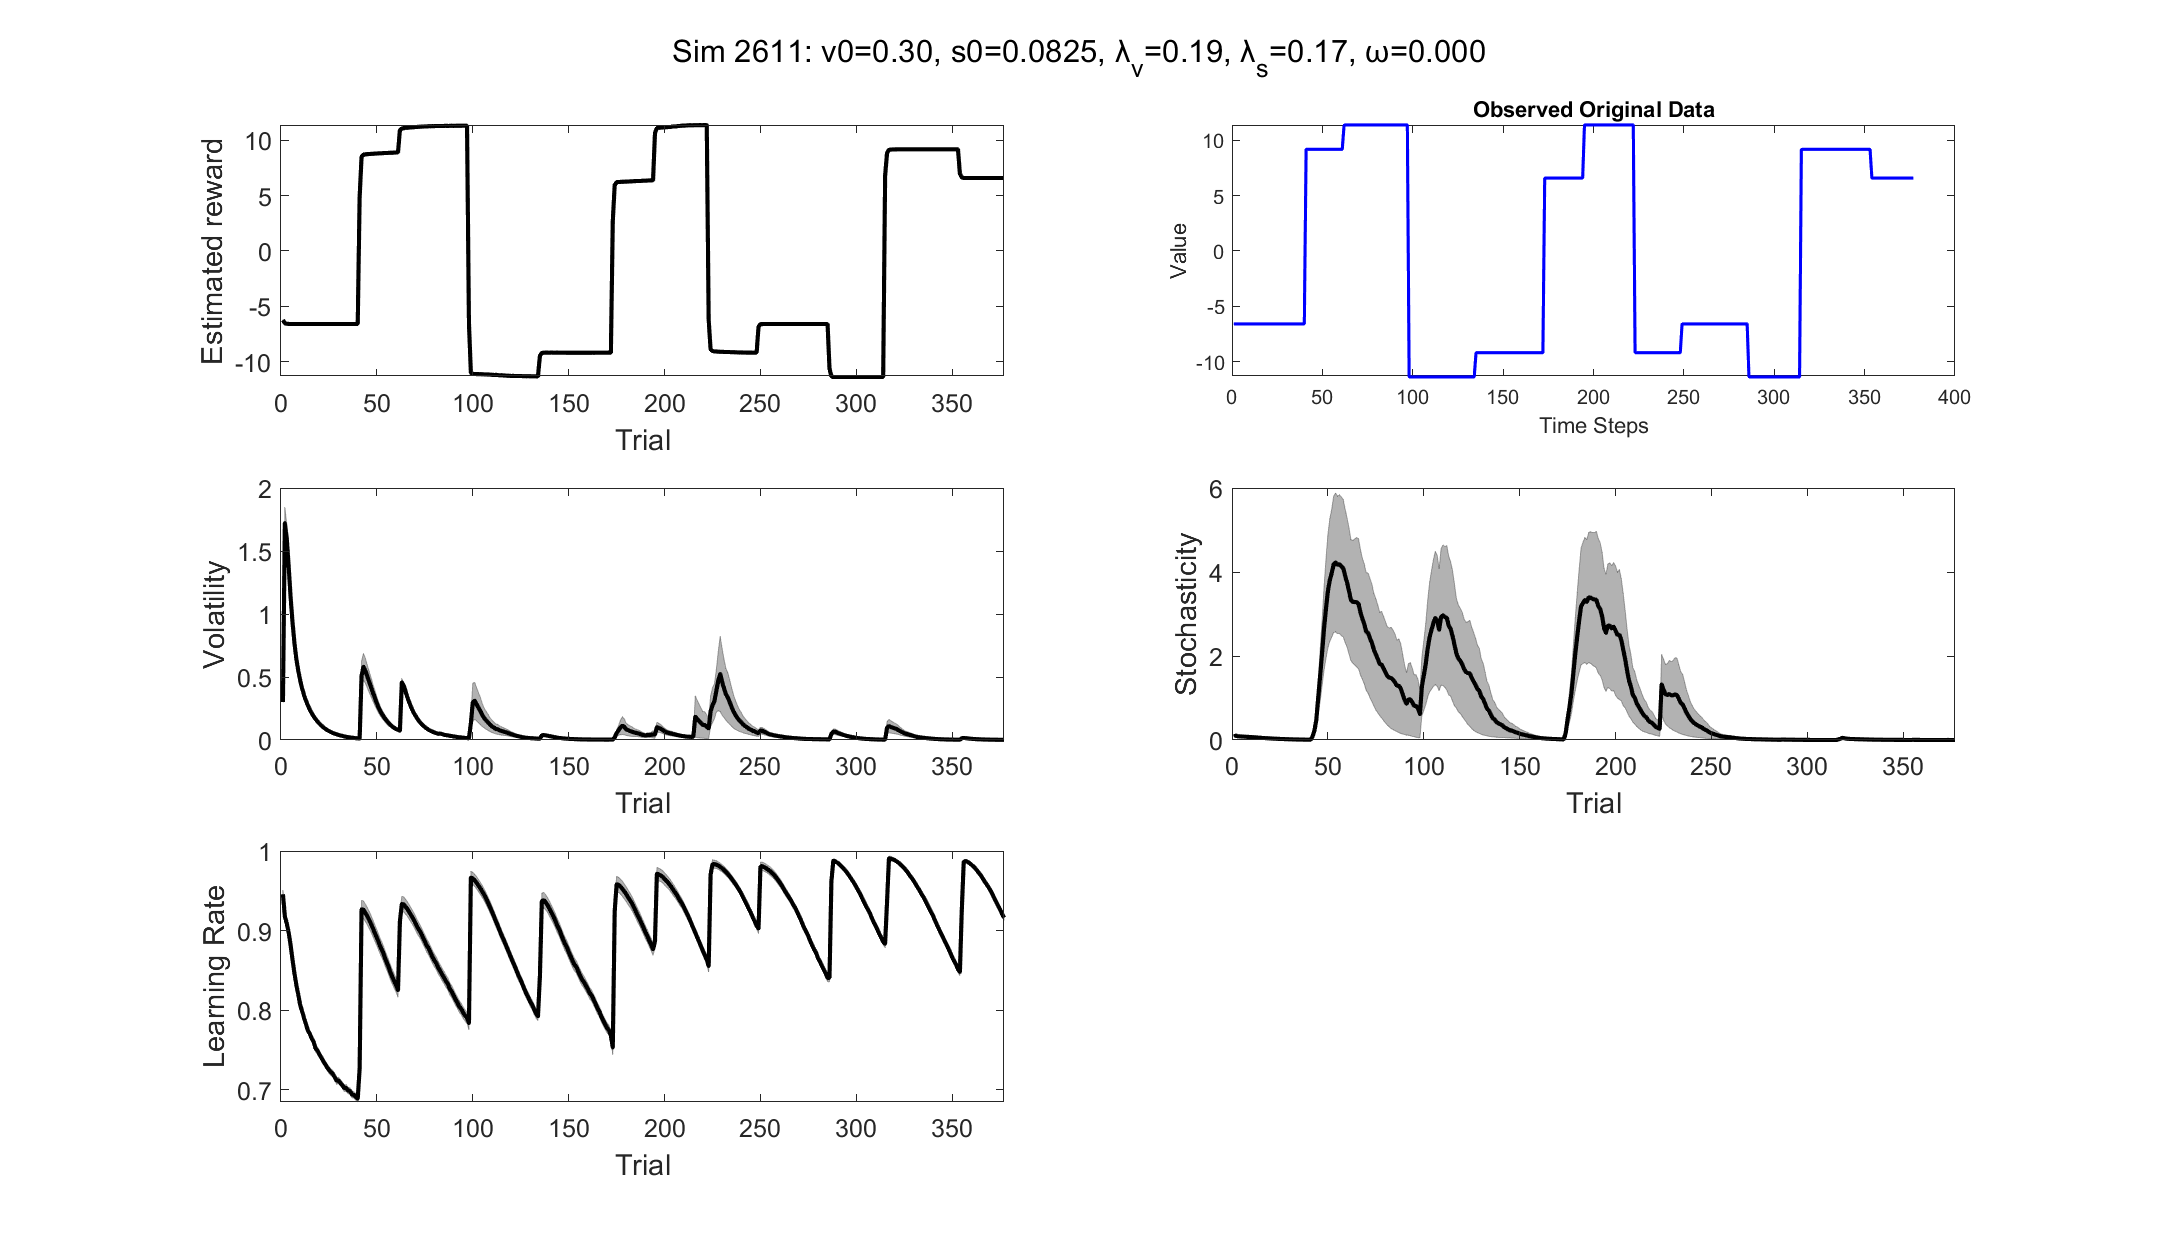 Sim 2611: v0=0.30, s0=0.0825, λ_v=0.19, λ_s=0.17, ω=0.000
Estimated reward
10
5
0
-5
-10
0 50 100 150 200 250 300 350
Trial
Observed Original Data
Value
10
5
0
-5
-10
0 50 100 150 200 250 300 350 400
Time Steps
Volatility
2
1.5
1
0.5
0
0 50 100 150 200 250 300 350
Trial
Stochasticity
6
4
2
0
0 50 100 150 200 250 300 350
Trial
Learning Rate
1
0.9
0.8
0.7
0 50 100 150 200 250 300 350
Trial